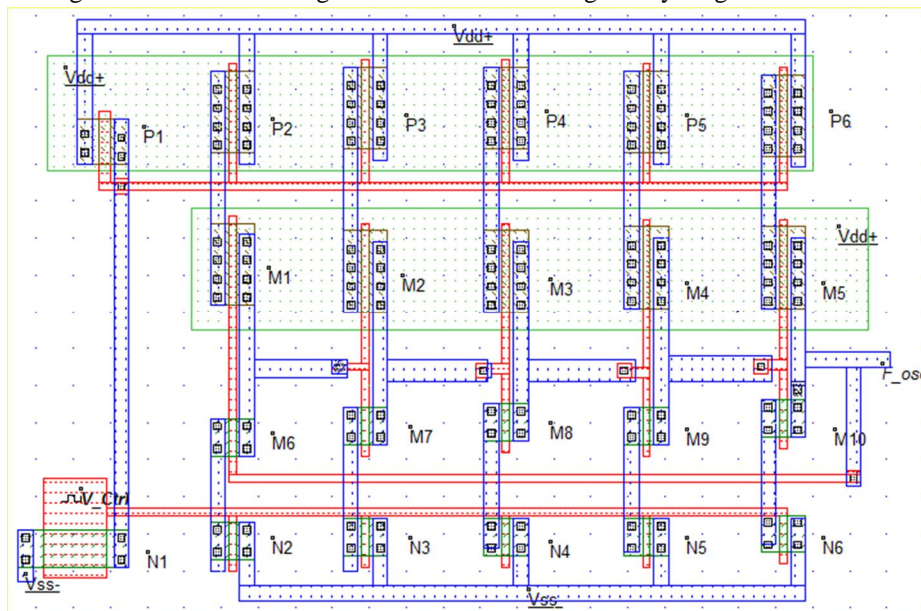 Vdd+
Vdd+
P1
P2
P3
P4
P5
P6
Vdd+
M1
M2
M3
M4
M5
F_osc
M6
M7
M8
M9
M10
V_Ctrl
N1
N2
N3
N4
N5
N6
Vss-
Vss-